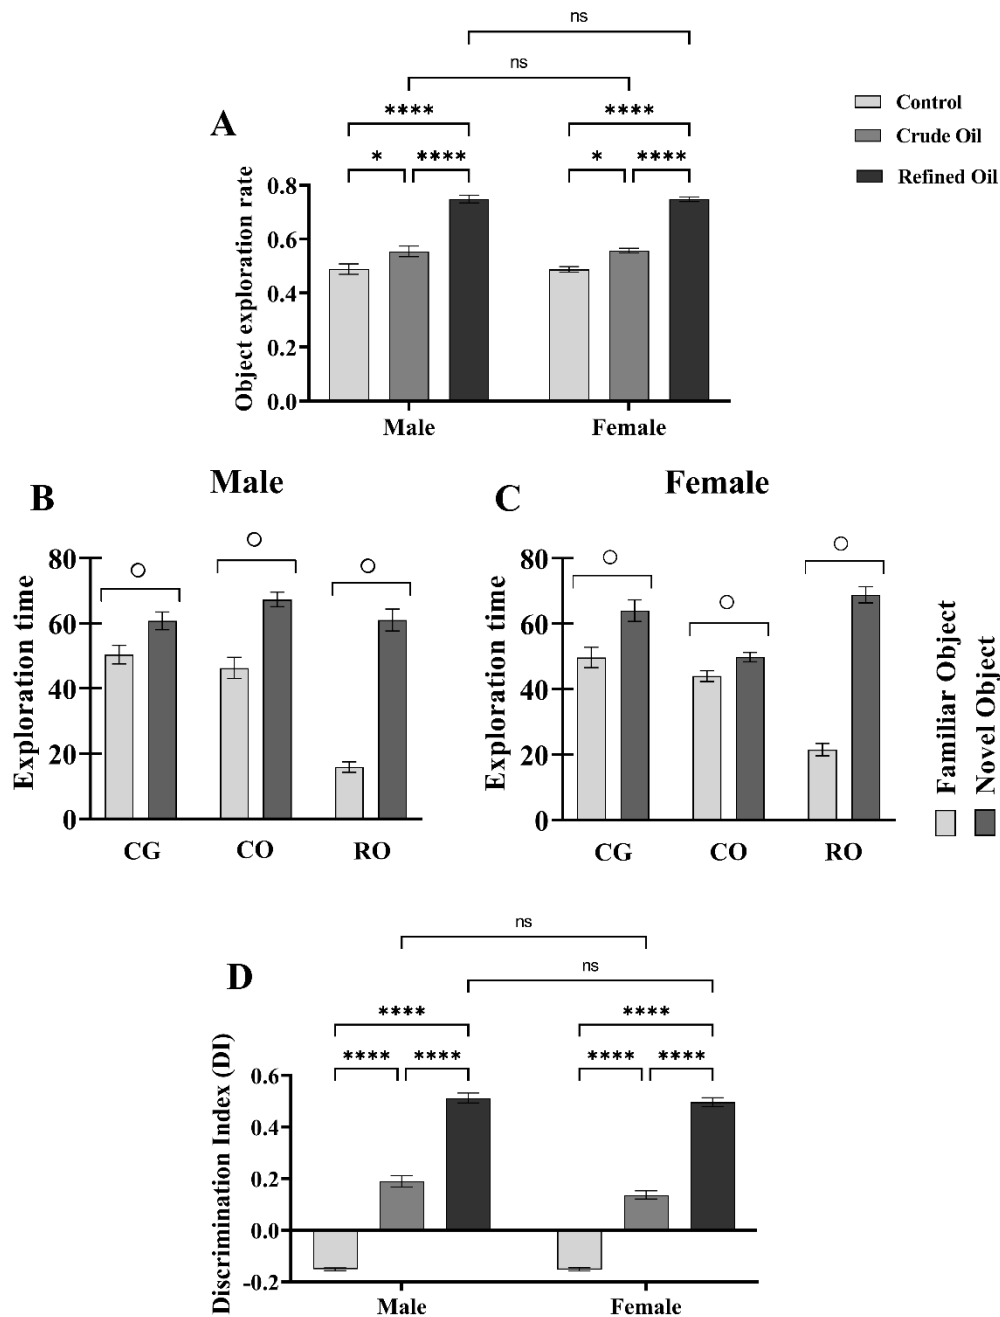 ns
ns
**** ****
* **** * ****
A
Control
Crude Oil
Refined Oil
Object exploration rate
0.8
0.6
0.4
0.2
0.0
Male Female
B Male
Exploration time
80
60
40
20
0
CG CO RO
C Female
Exploration time
80
60
40
20
0
CG CO RO
Familiar Object
Novel Object
ns
ns
D
**** ****
**** **** **** ****
Discrimination Index (DI)
0.6
0.4
0.2
0.0
-0.2
Male Female